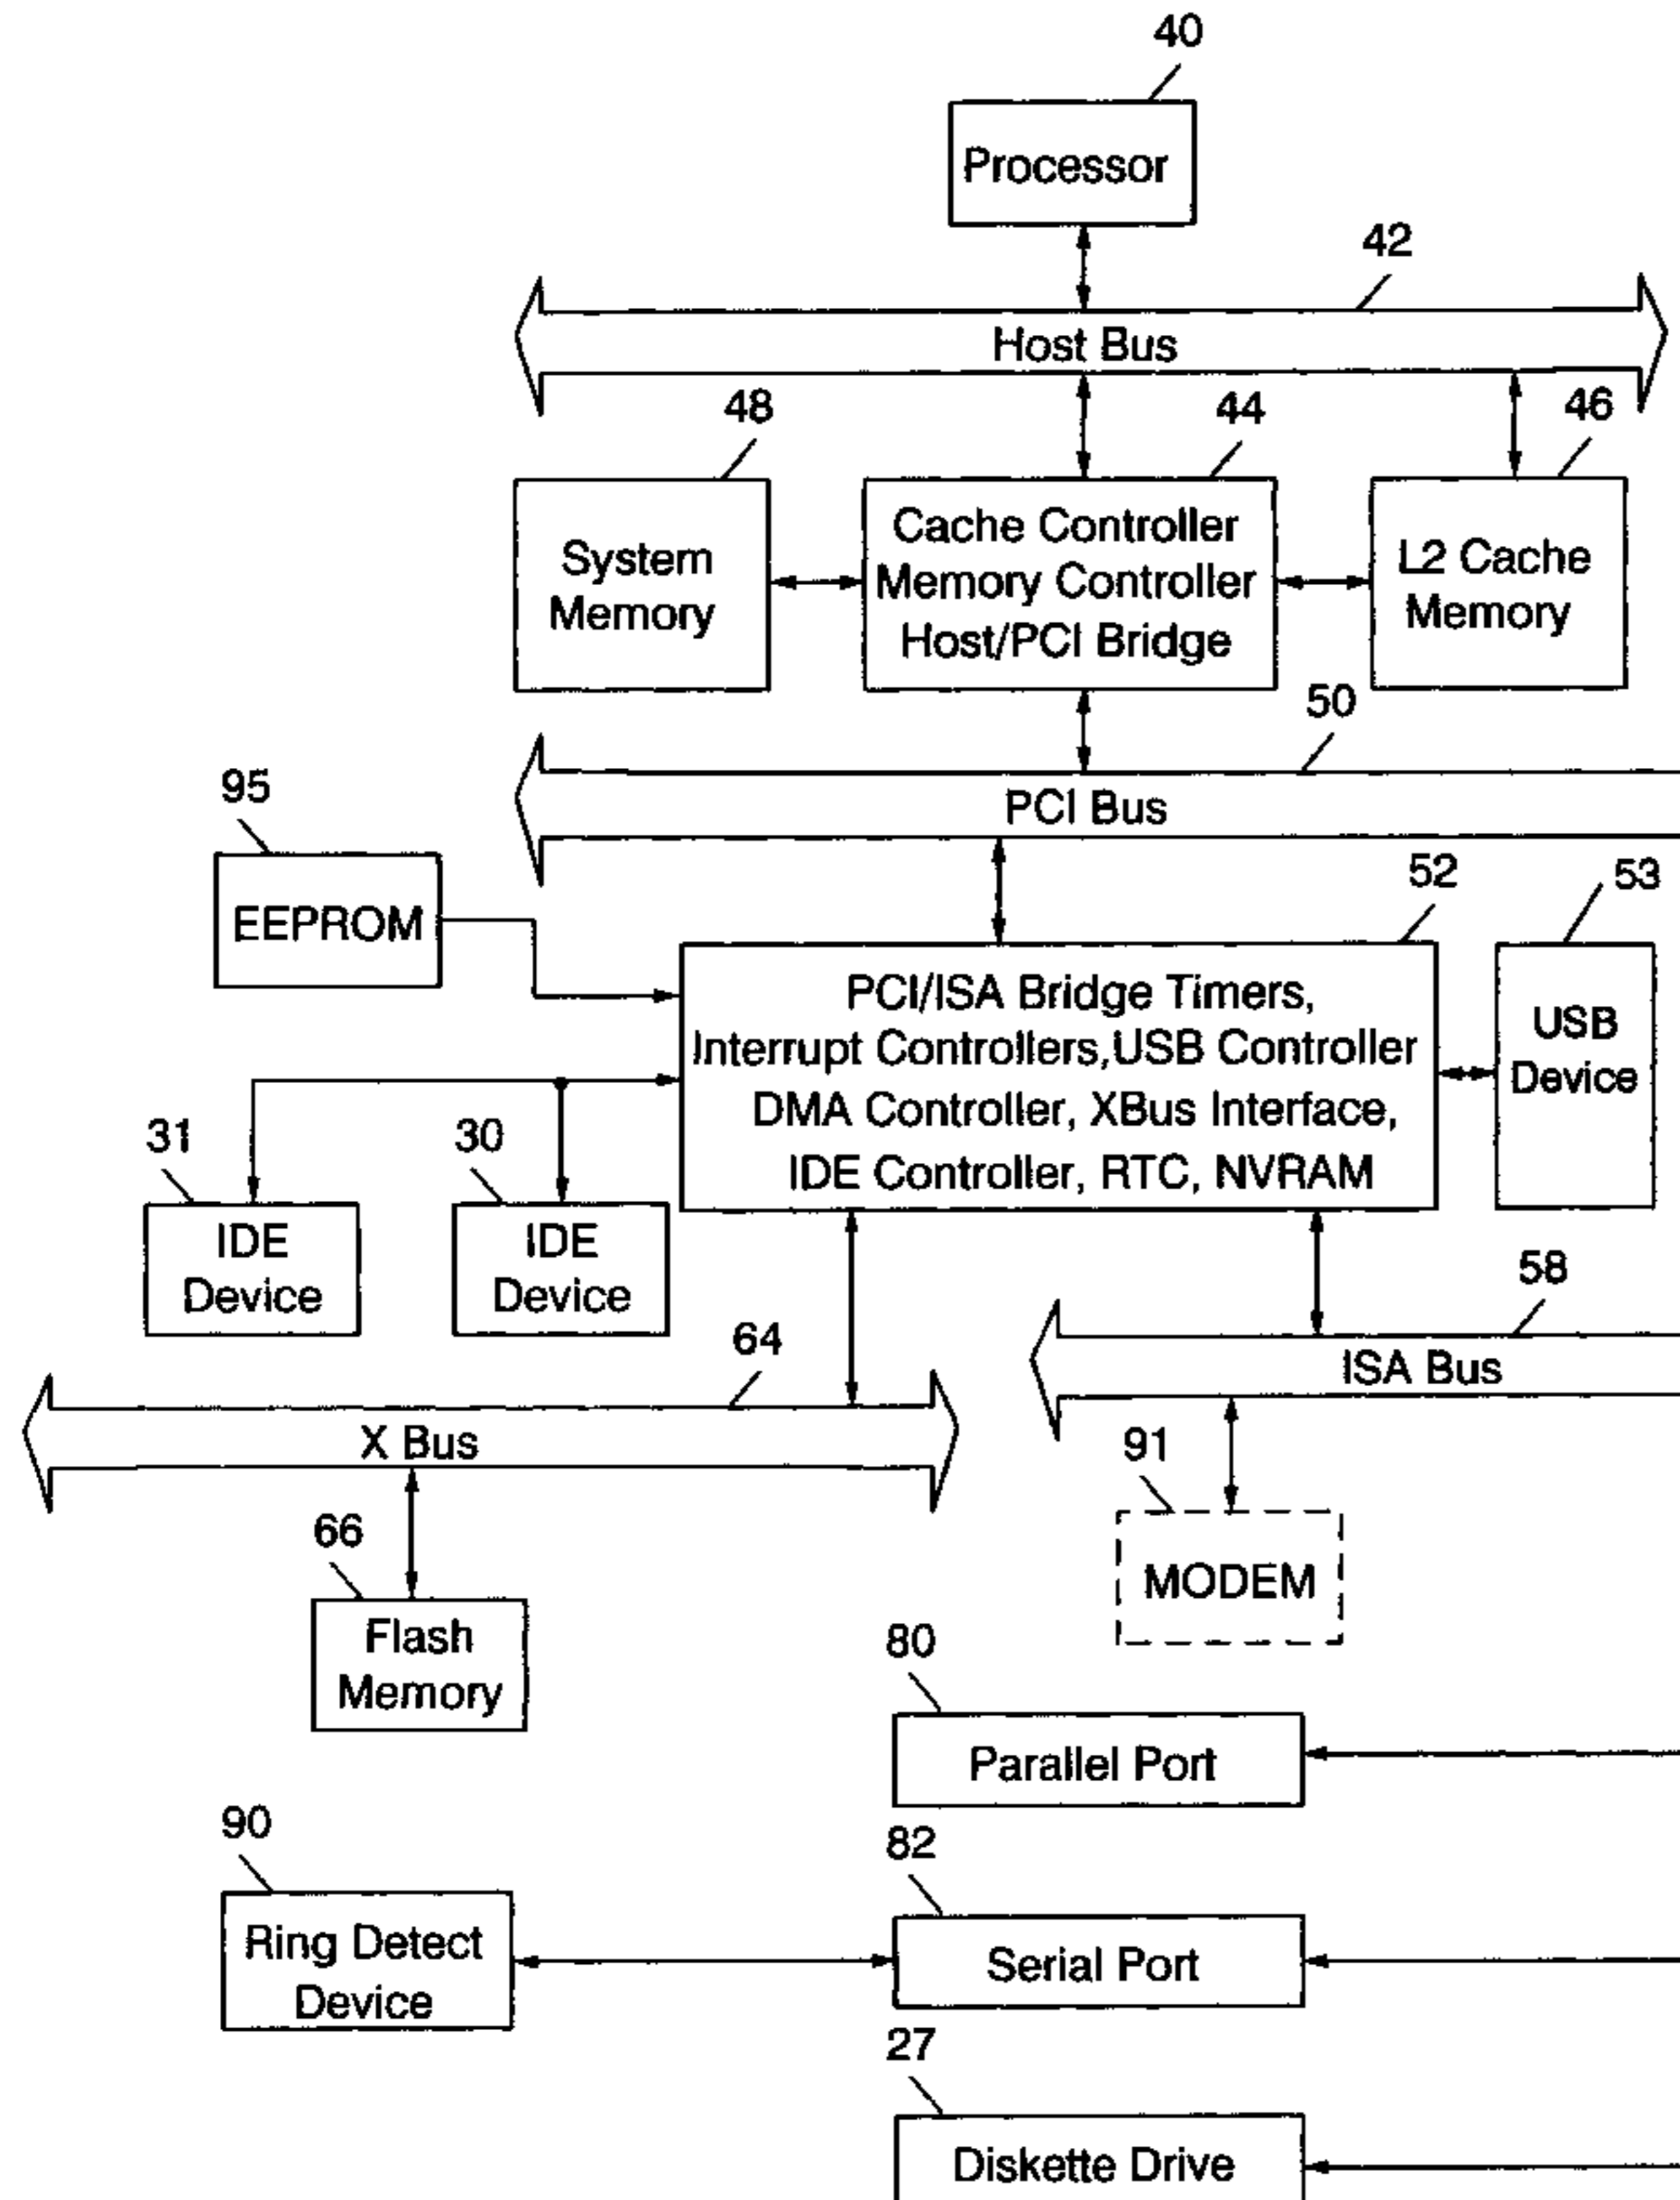 40
Processor
42
Host Bus
48
44
46
System
Memory
Cache Controller
Memory Controller
Host/PCI Bridge
L2 Cache
Memory
50
PCI Bus
95
EEPROM
52
53
PCI/ISA Bridge Timers,
Interrupt Controllers,USB Controller
DMA Controller, XBus Interface,
IDE Controller, RTC, NVRAM
USB
Device
31
IDE
Device
30
IDE
Device
58
ISA Bus
64
X Bus
91
MODEM
66
Flash
Memory
80
Parallel Port
90
Ring Detect
Device
82
Serial Port
27
Diskette Drive